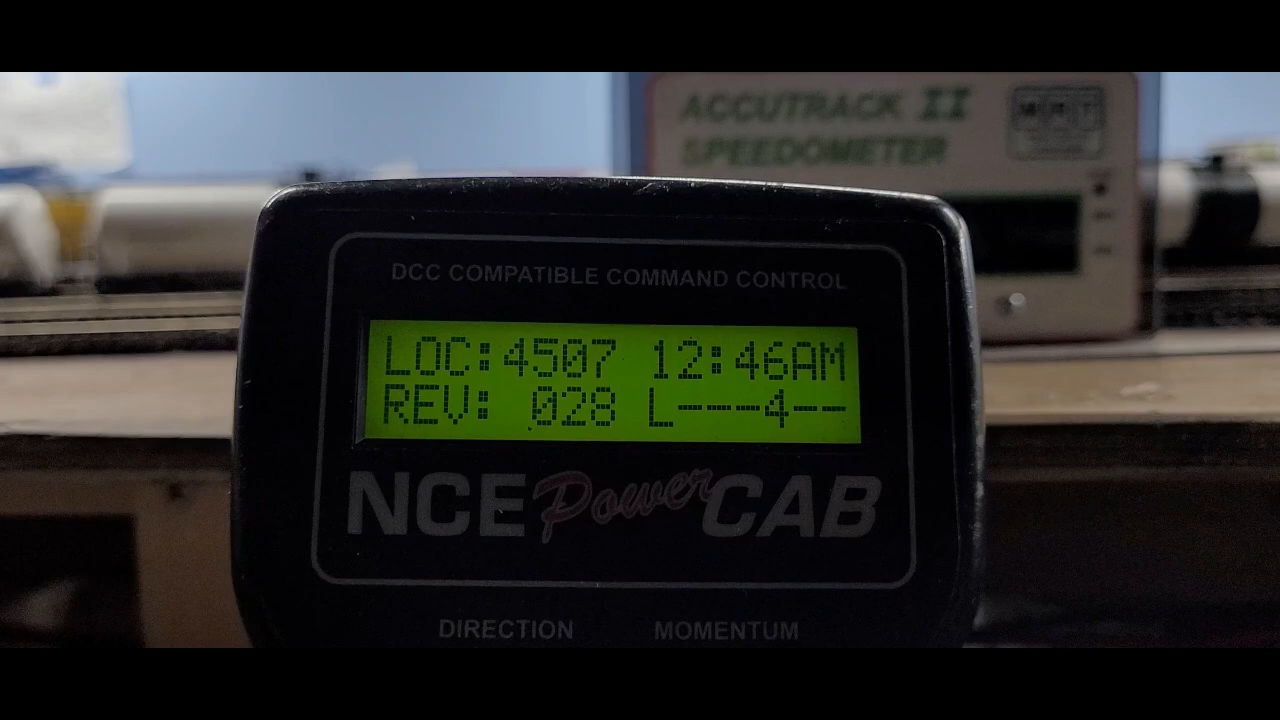 ACCUTRACK II
SPEEDOMETER
MRT
DCC COMPATIBLE COMMAND CONTROL
LOC:4507 12:46AM
REV: 028 L---4--
NCE Power CAB
DIRECTION MOMENTUM